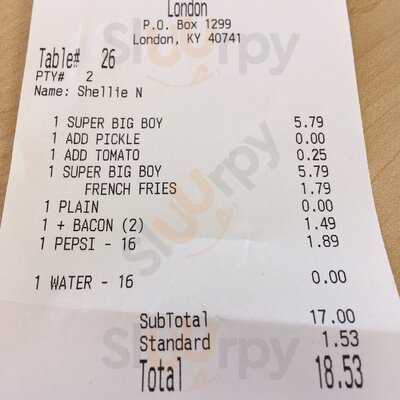 London
P.O. Box 1299
London, KY 40741
Table# 26
PTY# 2
Name: Shellie N
1 SUPER BIG BOY 5.79
1 ADD PICKLE 0.00
1 ADD TOMATO 0.25
1 SUPER BIG BOY 5.79
FRENCH FRIES 1.79
1 PLAIN 0.00
1 + BACON (2) 1.49
1 PEPSI - 16 1.89
1 WATER - 16 0.00
SubTotal 17.00
Standard 1.53
Total 18.53
sluurpy
sluurpy
sluurpy